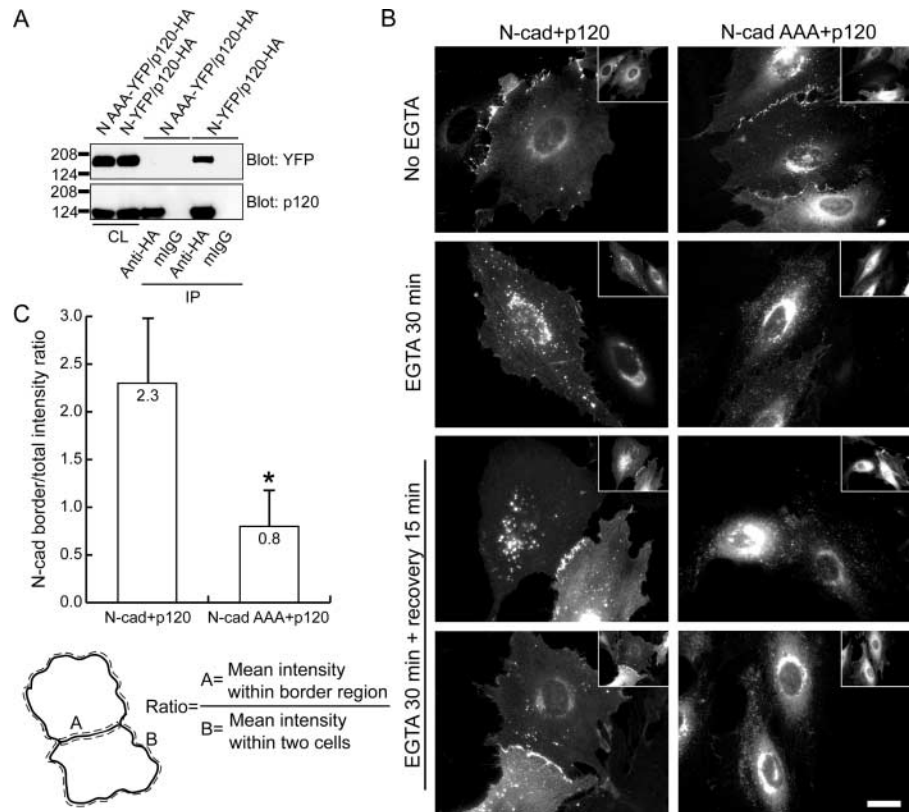 A
N AAA-YFP/p120-HA
N-YFP/p120-HA
N AAA-YFP/p120-HA
N-YFP/p120-HA
208
124
Blot: YFP
208
124
Blot: p120
CL
Anti-HA
mIgG
Anti-HA
mIgG
IP
B
N-cad+p120
N-cad AAA+p120
No EGTA
EGTA 30 min
EGTA 30 min + recovery 15 min
C
N-cad border/total intensity ratio
3.0
2.5
2.0
1.5
1.0
0.5
0.0
2.3
*
0.8
N-cad+p120
N-cad AAA+p120
A
B
Ratio=
A= Mean intensity
within border region
B= Mean intensity
within two cells